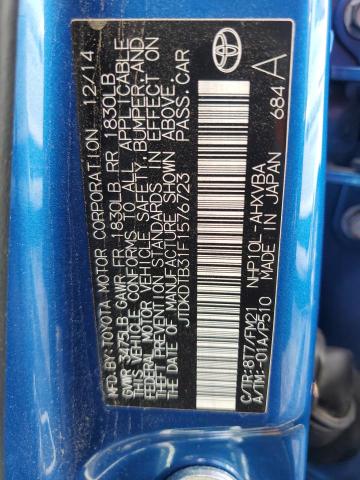 MFD.BY:TOYOTA MOTOR CORPORATION 12/14
GVWR 3475LB GAWR FR 1830LB RR 1830LB
THIS VEHICLE CONFORMS TO ALL APPLICABLE
FEDERAL MOTOR VEHICLE SAFETY, BUMPER, AND
THEFT PREVENTION STANDARDS IN EFFECT ON
THE DATE OF MANUFACTURE SHOWN ABOVE.
JTDKDTB31F1576723 PASS.CAR
C/TR:8T7/FM21 NHP10L-AHXVBA
A/TM:-01A/P510 MADE IN JAPAN 684 A
TOYOTA